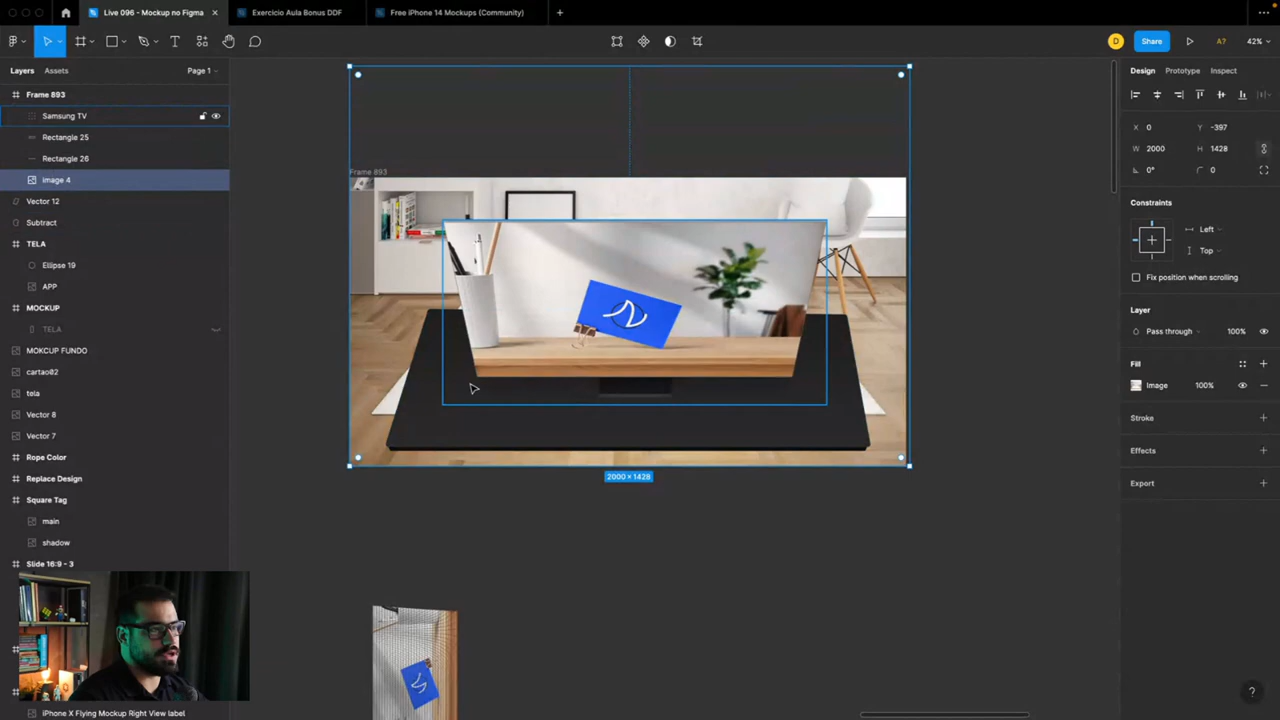 Live 096 - Mockup no Figma
Exercício Aula Bonus DDF
Free iPhone 14 Mockups (Community)
Share
A?
42%
D
Layers
Assets
Page 1
Frame 893
Samsung TV
Rectangle 25
Rectangle 26
image 4
Vector 12
Subtract
TELA
Ellipse 19
APP
MOCKUP
TELA
MOKCUP FUNDO
cartao02
tela
Vector 8
Vector 7
Rope Color
Replace Design
Square Tag
main
shadow
Slide 16:9 - 3
iPhone X Flying Mockup Right View label
Frame 893
2000 × 1428
Design
Prototype
Inspect
X 0
Y -397
W 2000
H 1428
0°
0
Constraints
Left
Top
Fix position when scrolling
Layer
Pass through
100%
Fill
Image
100%
Stroke
Effects
Export
?